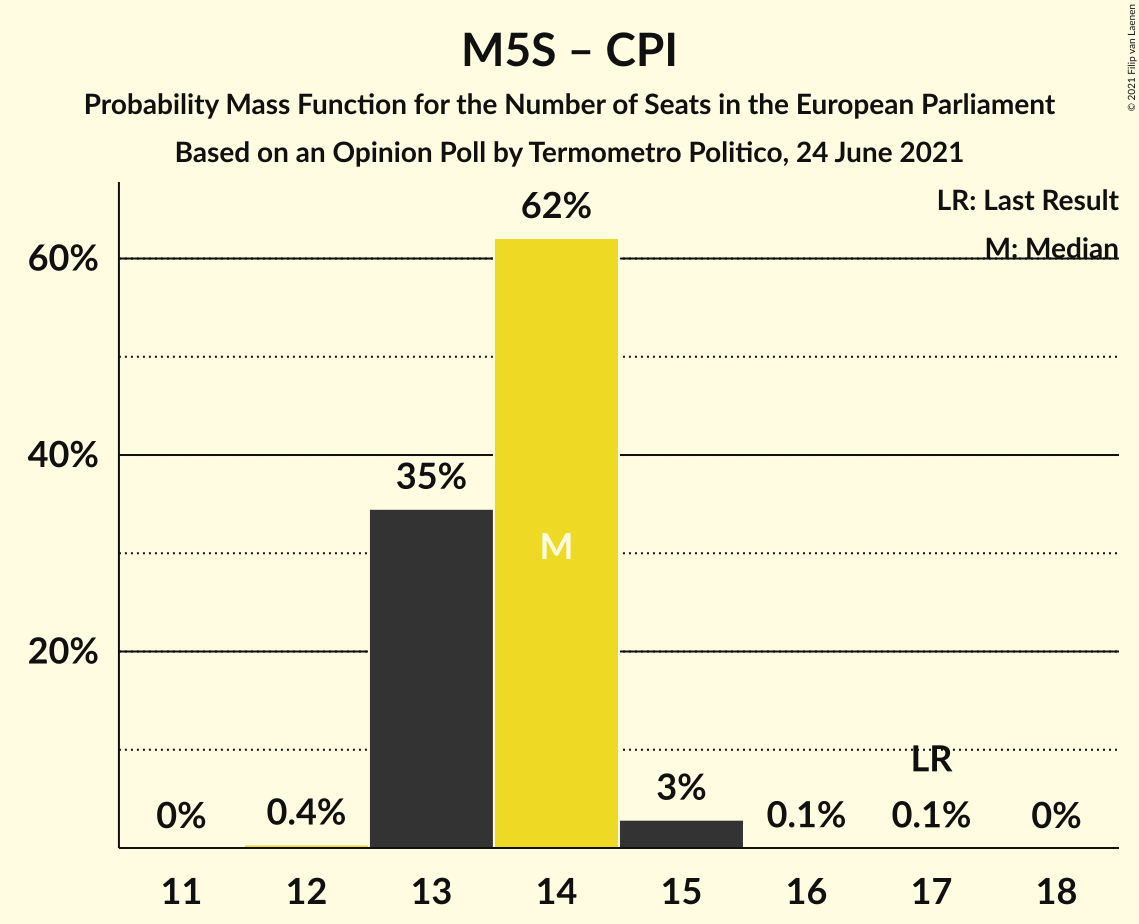 M5S – CPI
Probability Mass Function for the Number of Seats in the European Parliament
Based on an Opinion Poll by Termometro Politico, 24 June 2021
© 2021 Filip van Laenen
LR: Last Result
M: Median
60%
40%
20%
0%
0.4%
35%
62%
M
3%
0.1%
LR
0.1%
0%
11 12 13 14 15 16 17 18